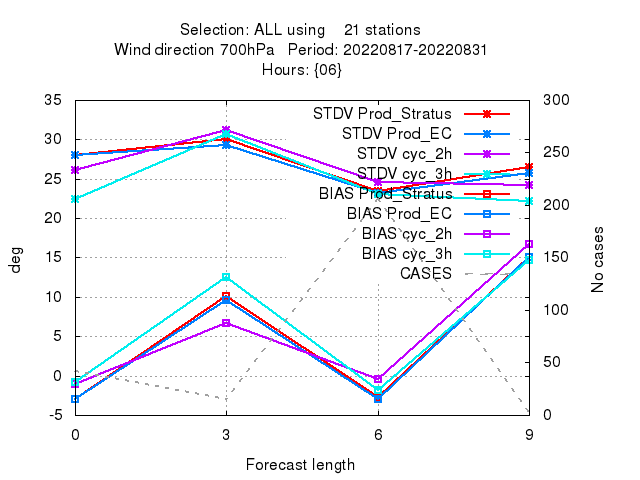 Selection: ALL using 21 stations
Wind direction 700hPa Period: 20220817-20220831
Hours: {06}
35
30
25
20
15
10
5
0
-5
300
250
200
150
100
50
0
STDV Prod_Stratus
STDV Prod_EC
STDV cyc_2h
STDV cyc_3h
BIAS Prod_Stratus
BIAS Prod_EC
BIAS cyc_2h
BIAS cyc_3h
CASES
deg
No cases
0 3 6 9
Forecast length